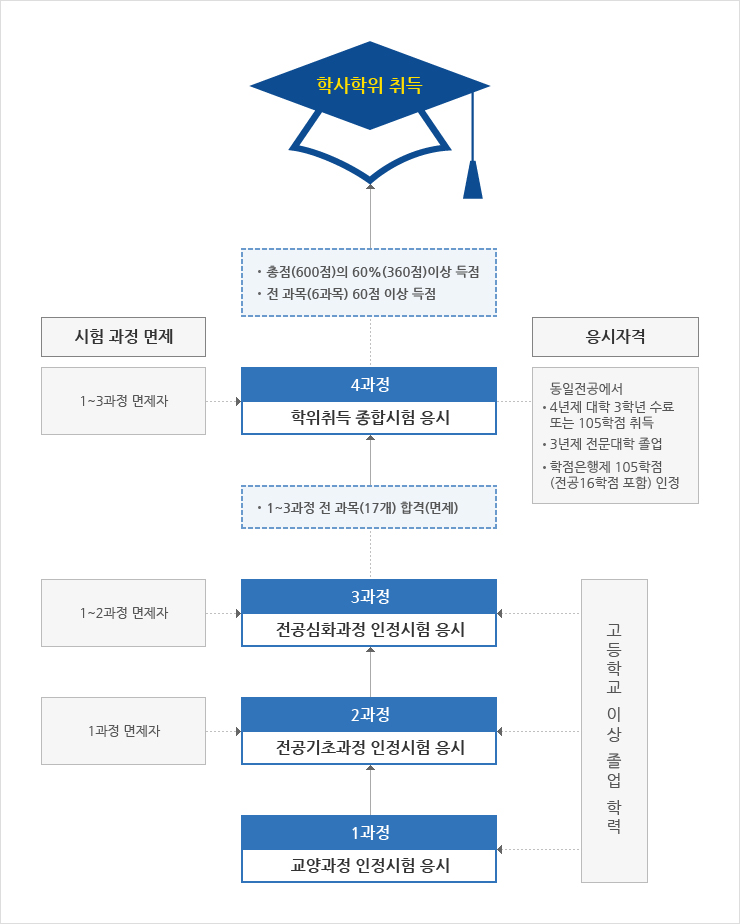 학사학위 취득
• 총점(600점)의 60%(360점)이상 득점
• 전 과목(6과목) 60점 이상 득점
시험 과정 면제
응시자격
1~3과정 면제자
4과정
학위취득 종합시험 응시
동일전공에서
• 4년제 대학 3학년 수료
또는 105학점 취득
• 3년제 전문대학 졸업
• 학점은행제 105학점
(전공16학점 포함) 인정
• 1~3과정 전 과목(17개) 합격(면제)
1~2과정 면제자
3과정
전공심화과정 인정시험 응시
고등학교 이상 졸업 학력
1과정 면제자
2과정
전공기초과정 인정시험 응시
1과정
교양과정 인정시험 응시